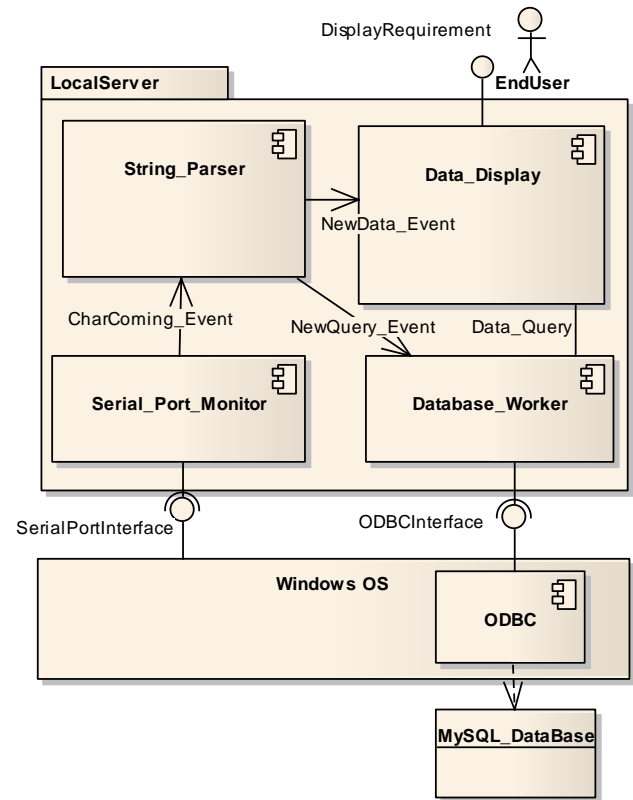 DisplayRequirement
EndUser
LocalServer
String_Parser
Data_Display
NewData_Event
CharComing_Event
NewQuery_Event
Data_Query
Serial_Port_Monitor
Database_Worker
SerialPortInterface
ODBCInterface
Windows OS
ODBC
MySQL_DataBase